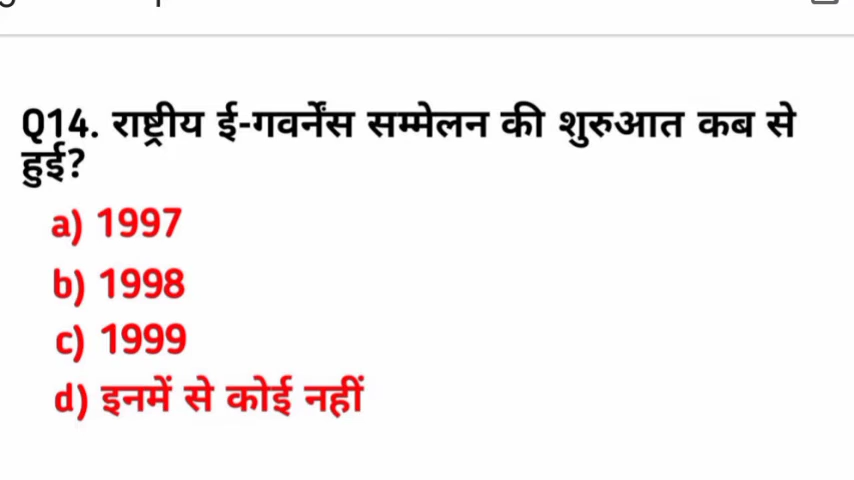 Q14. राष्ट्रीय ई-गवर्नेंस सम्मेलन की शुरुआत कब से
हुई?
a) 1997
b) 1998
c) 1999
d) इनमें से कोई नहीं